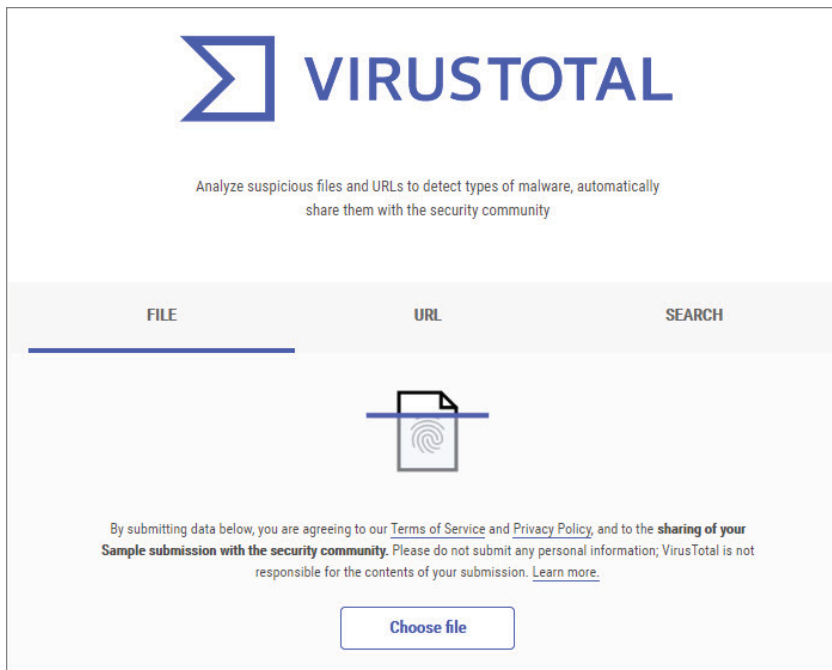 VIRUSTOTAL
Analyze suspicious files and URLs to detect types of malware, automatically
share them with the security community
FILE URL SEARCH
By submitting data below, you are agreeing to our Terms of Service and Privacy Policy, and to the sharing of your
Sample submission with the security community. Please do not submit any personal information; VirusTotal is not
responsible for the contents of your submission. Learn more.
Choose file